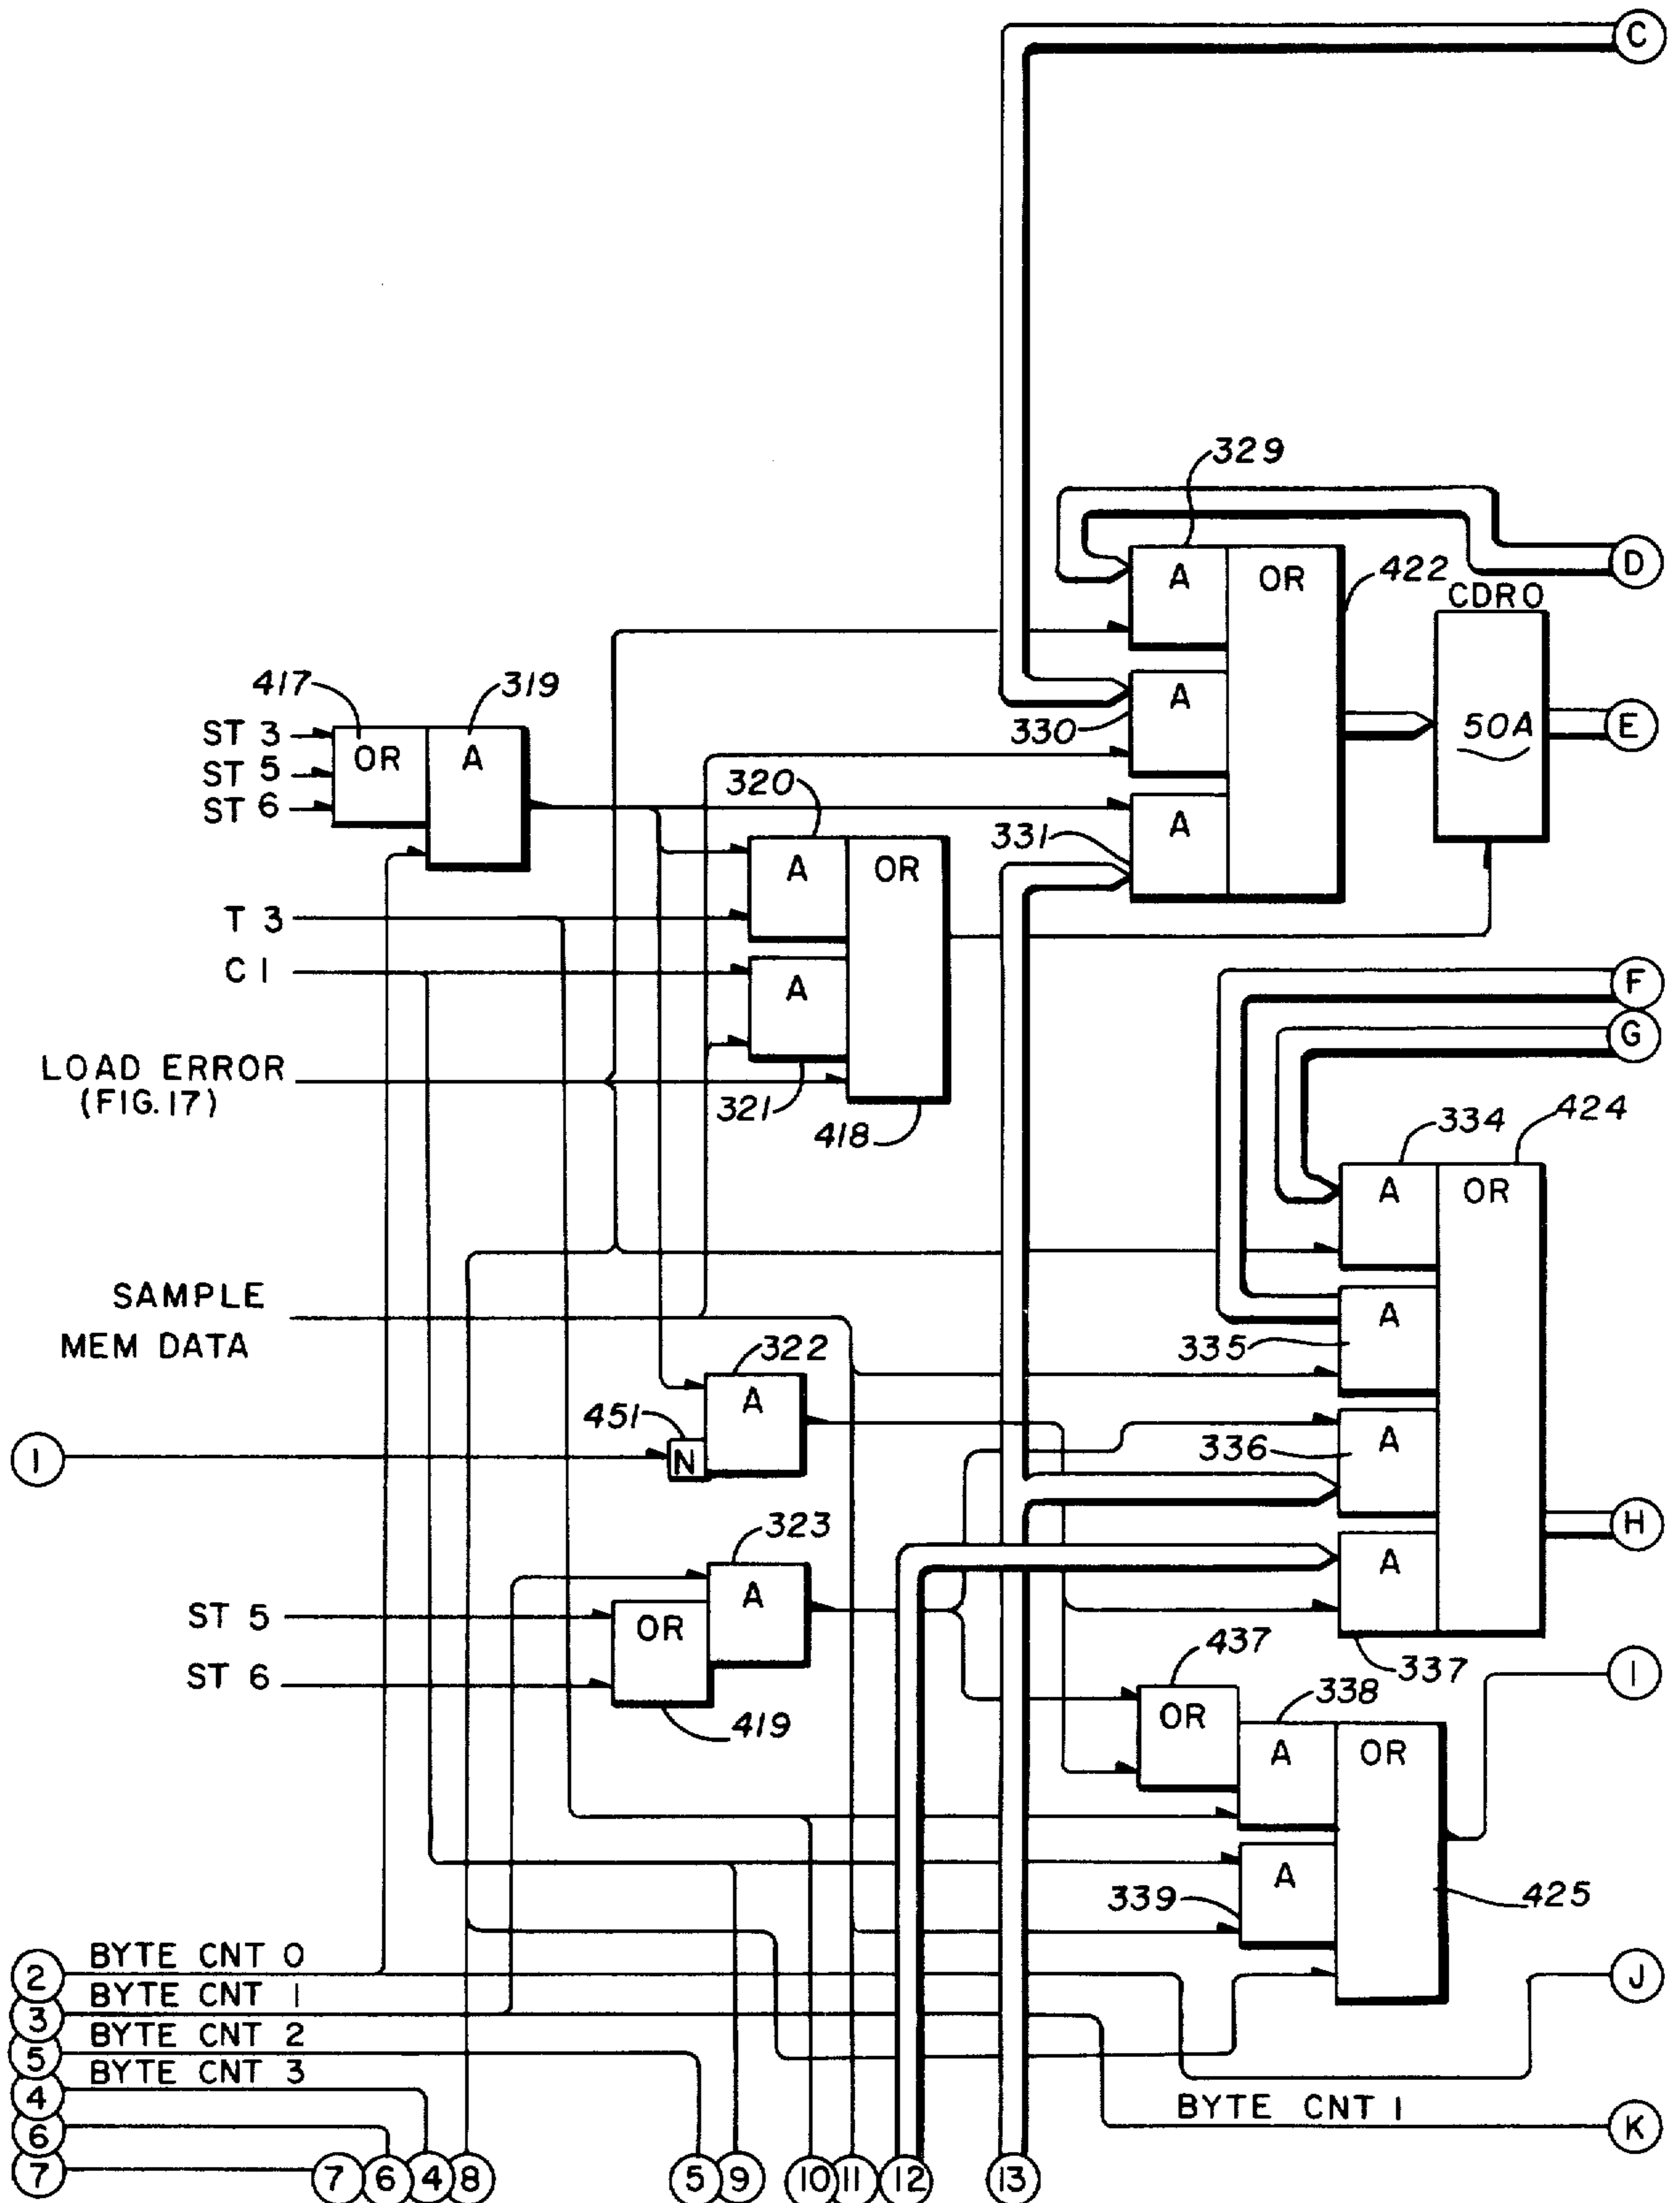 C
329
D
A
OR
422
CDR0
417
319
A
50A
E
ST 3
OR
A
330
ST 5
320
ST 6
A
331
A
OR
T 3
C 1
F
A
G
LOAD ERROR
(FIG. 17)
321
418
334
424
A
OR
SAMPLE
MEM DATA
A
322
335
A
451
A
1
N
336
323
H
A
A
ST 5
OR
437
337
I
ST 6
338
419
OR
A
OR
A
339
425
BYTE CNT 0
2
J
BYTE CNT 1
3
BYTE CNT 2
5
BYTE CNT 3
4
BYTE CNT 1
K
6
7
7 6 4 8 5 9 10 11 12 13